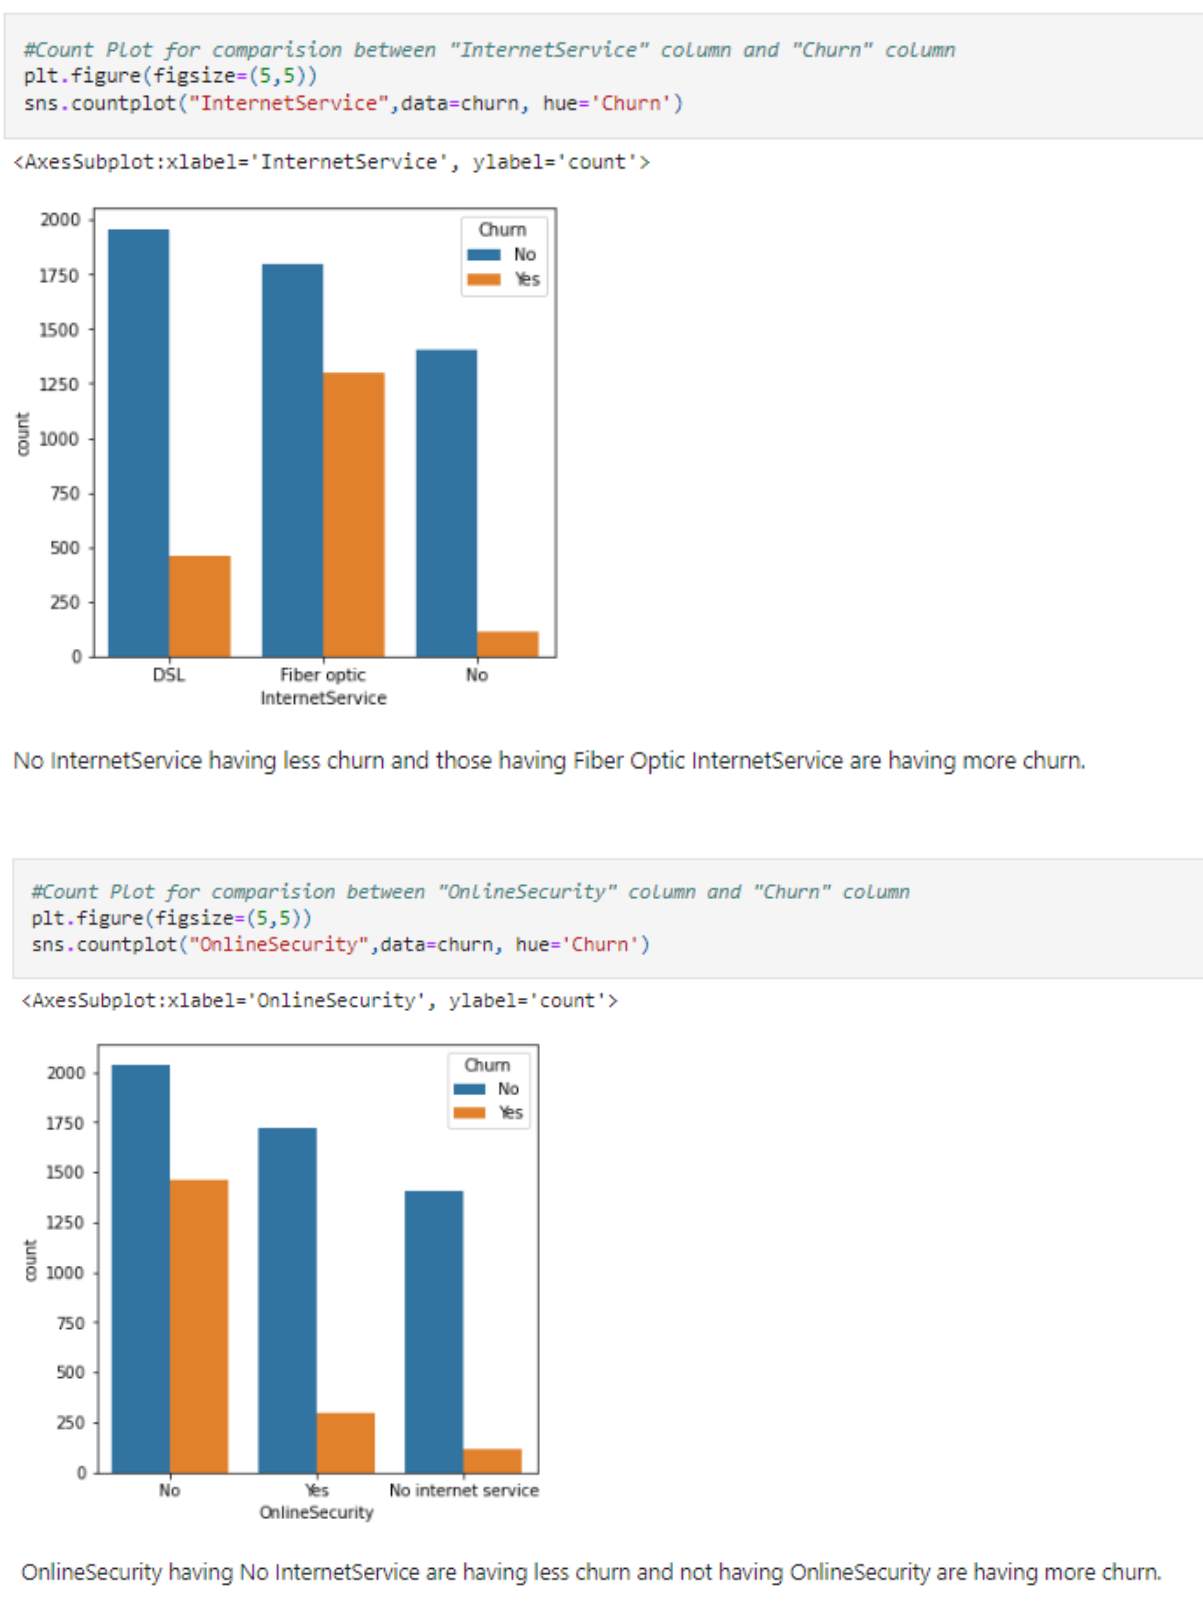 #Count Plot for comparision between "InternetService" column and "Churn" column
plt.figure(figsize=(5,5))
sns.countplot("InternetService",data=churn, hue='Churn')
<AxesSubplot:xlabel='InternetService', ylabel='count'>
Churn
No
Yes
2000
1750
1500
1250
1000
750
500
250
0
count
DSL Fiber optic No
InternetService
No InternetService having less churn and those having Fiber Optic InternetService are having more churn.
#Count Plot for comparision between "OnlineSecurity" column and "Churn" column
plt.figure(figsize=(5,5))
sns.countplot("OnlineSecurity",data=churn, hue='Churn')
<AxesSubplot:xlabel='OnlineSecurity', ylabel='count'>
Churn
No
Yes
2000
1750
1500
1250
1000
750
500
250
0
count
No Yes No internet service
OnlineSecurity
OnlineSecurity having No InternetService are having less churn and not having OnlineSecurity are having more churn.